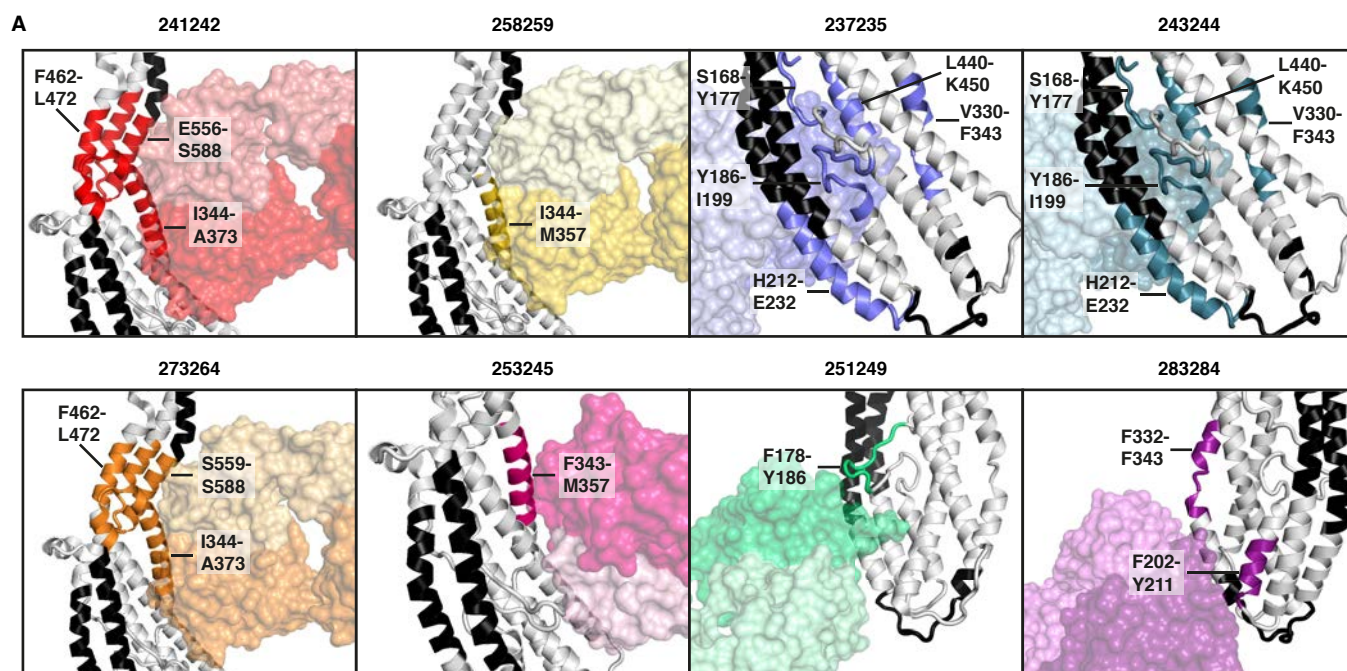 A
241242
258259
237235
243244
F462-
L472
E556-
S588
I344-
A373
I344-
M357
S168-
Y177
L440-
K450
V330-
F343
Y186-
I199
H212-
E232
S168-
Y177
L440-
K450
V330-
F343
Y186-
I199
H212-
E232
273264
253245
251249
283284
F462-
L472
S559-
S588
I344-
A373
F343-
M357
F178-
Y186
F332-
F343
F202-
Y211